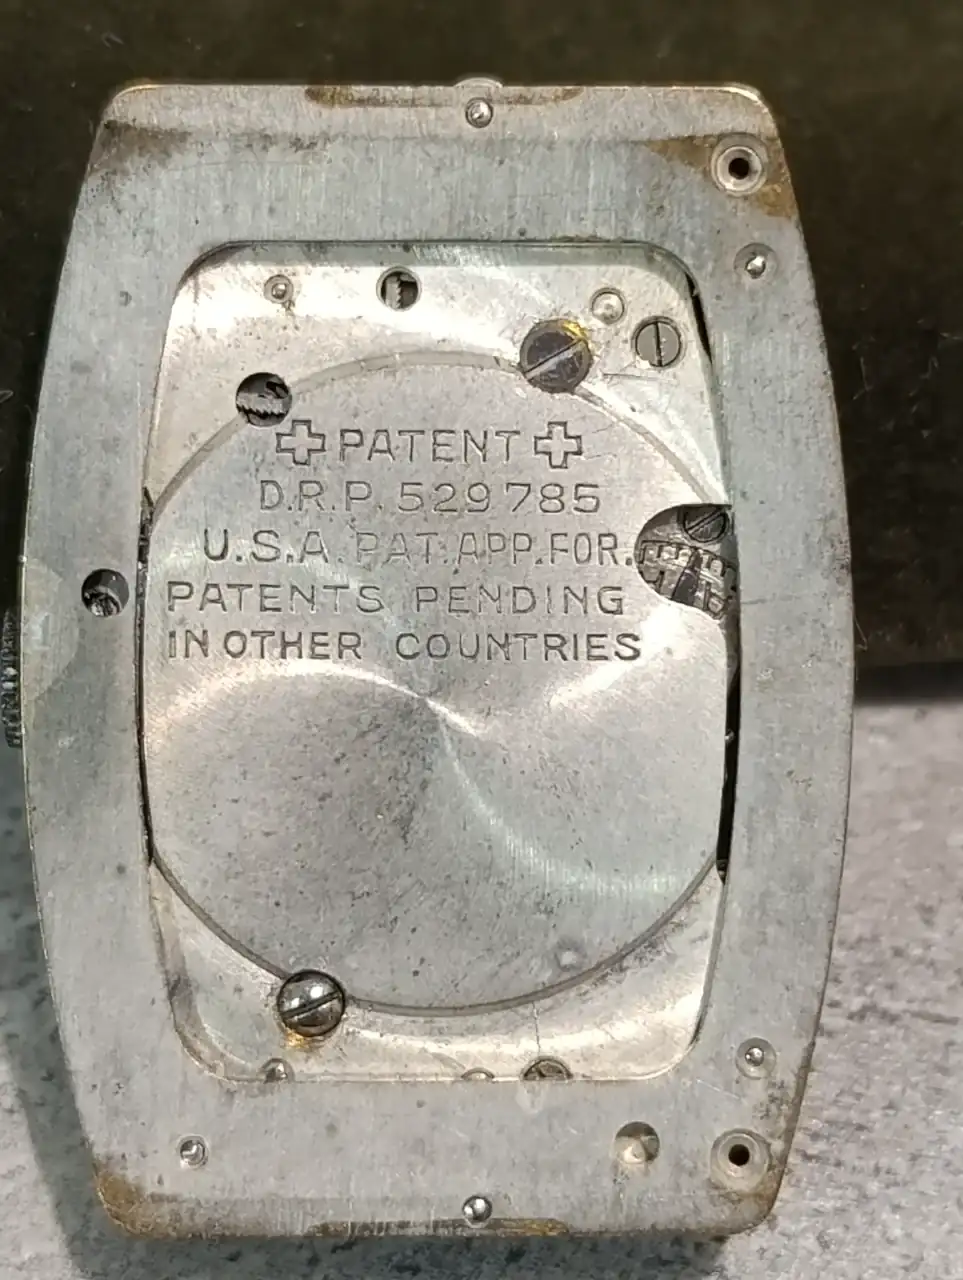 PATENT
D.R.P. 529785
U.S.A. PAT. APP. FOR.
PATENTS PENDING
IN OTHER COUNTRIES